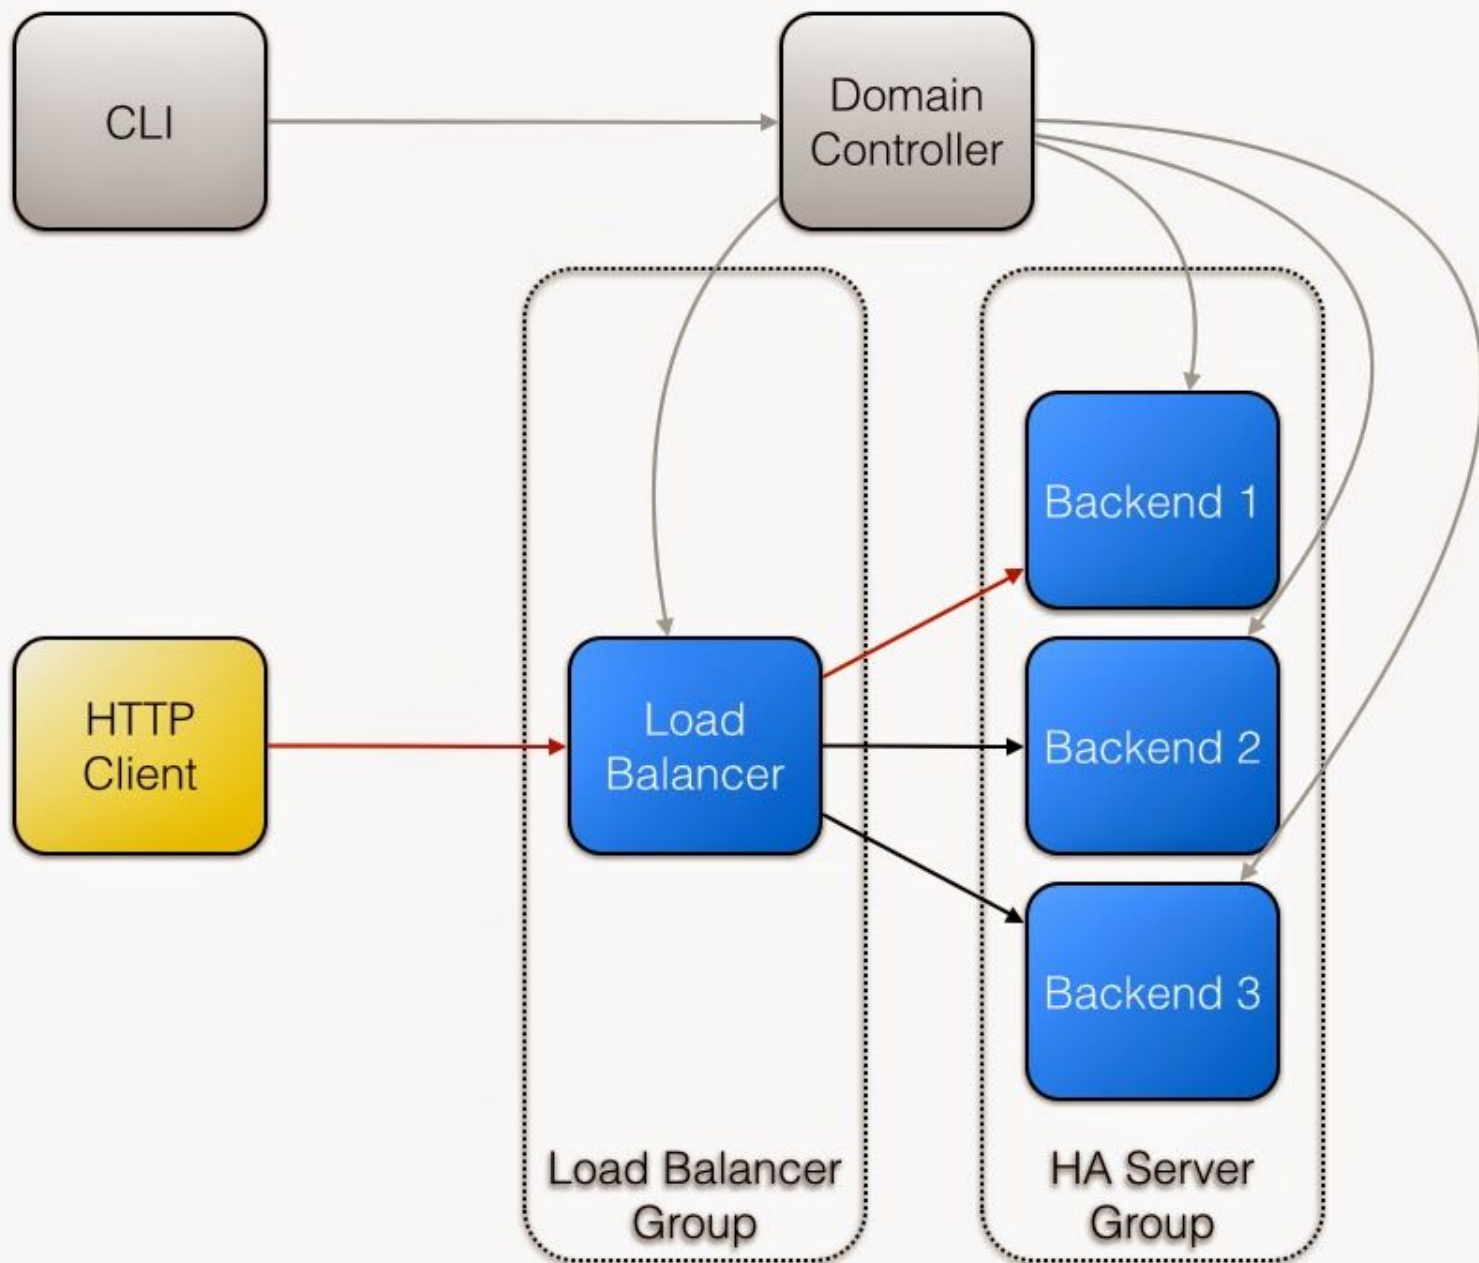 CLI
Domain
Controller
Backend 1
HTTP
Client
Load
Balancer
Backend 2
Backend 3
Load Balancer
Group
HA Server
Group